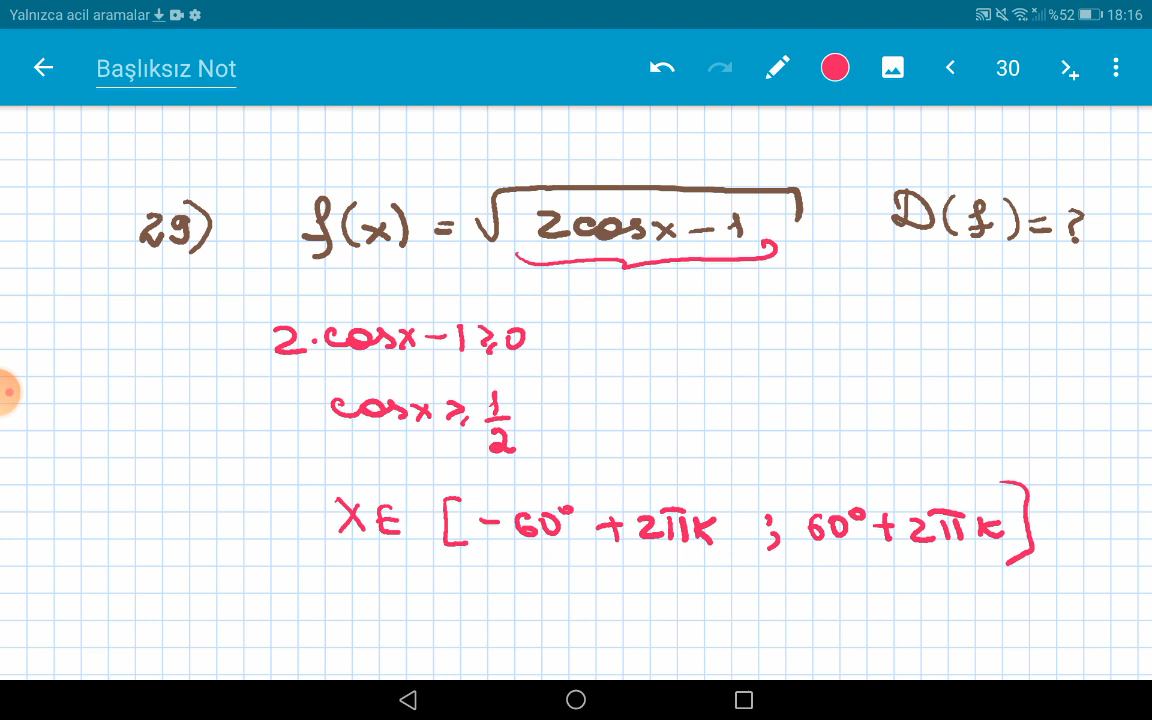 Yalnızca acil aramalar %52 18:16
Başlıksız Not 30
29) f(x) = √(2cosx-1) D(f)=?
2·cosx-1⩾0
cosx ⩾ 1/2
XE [-60° +2πk ; 60°+2πk]